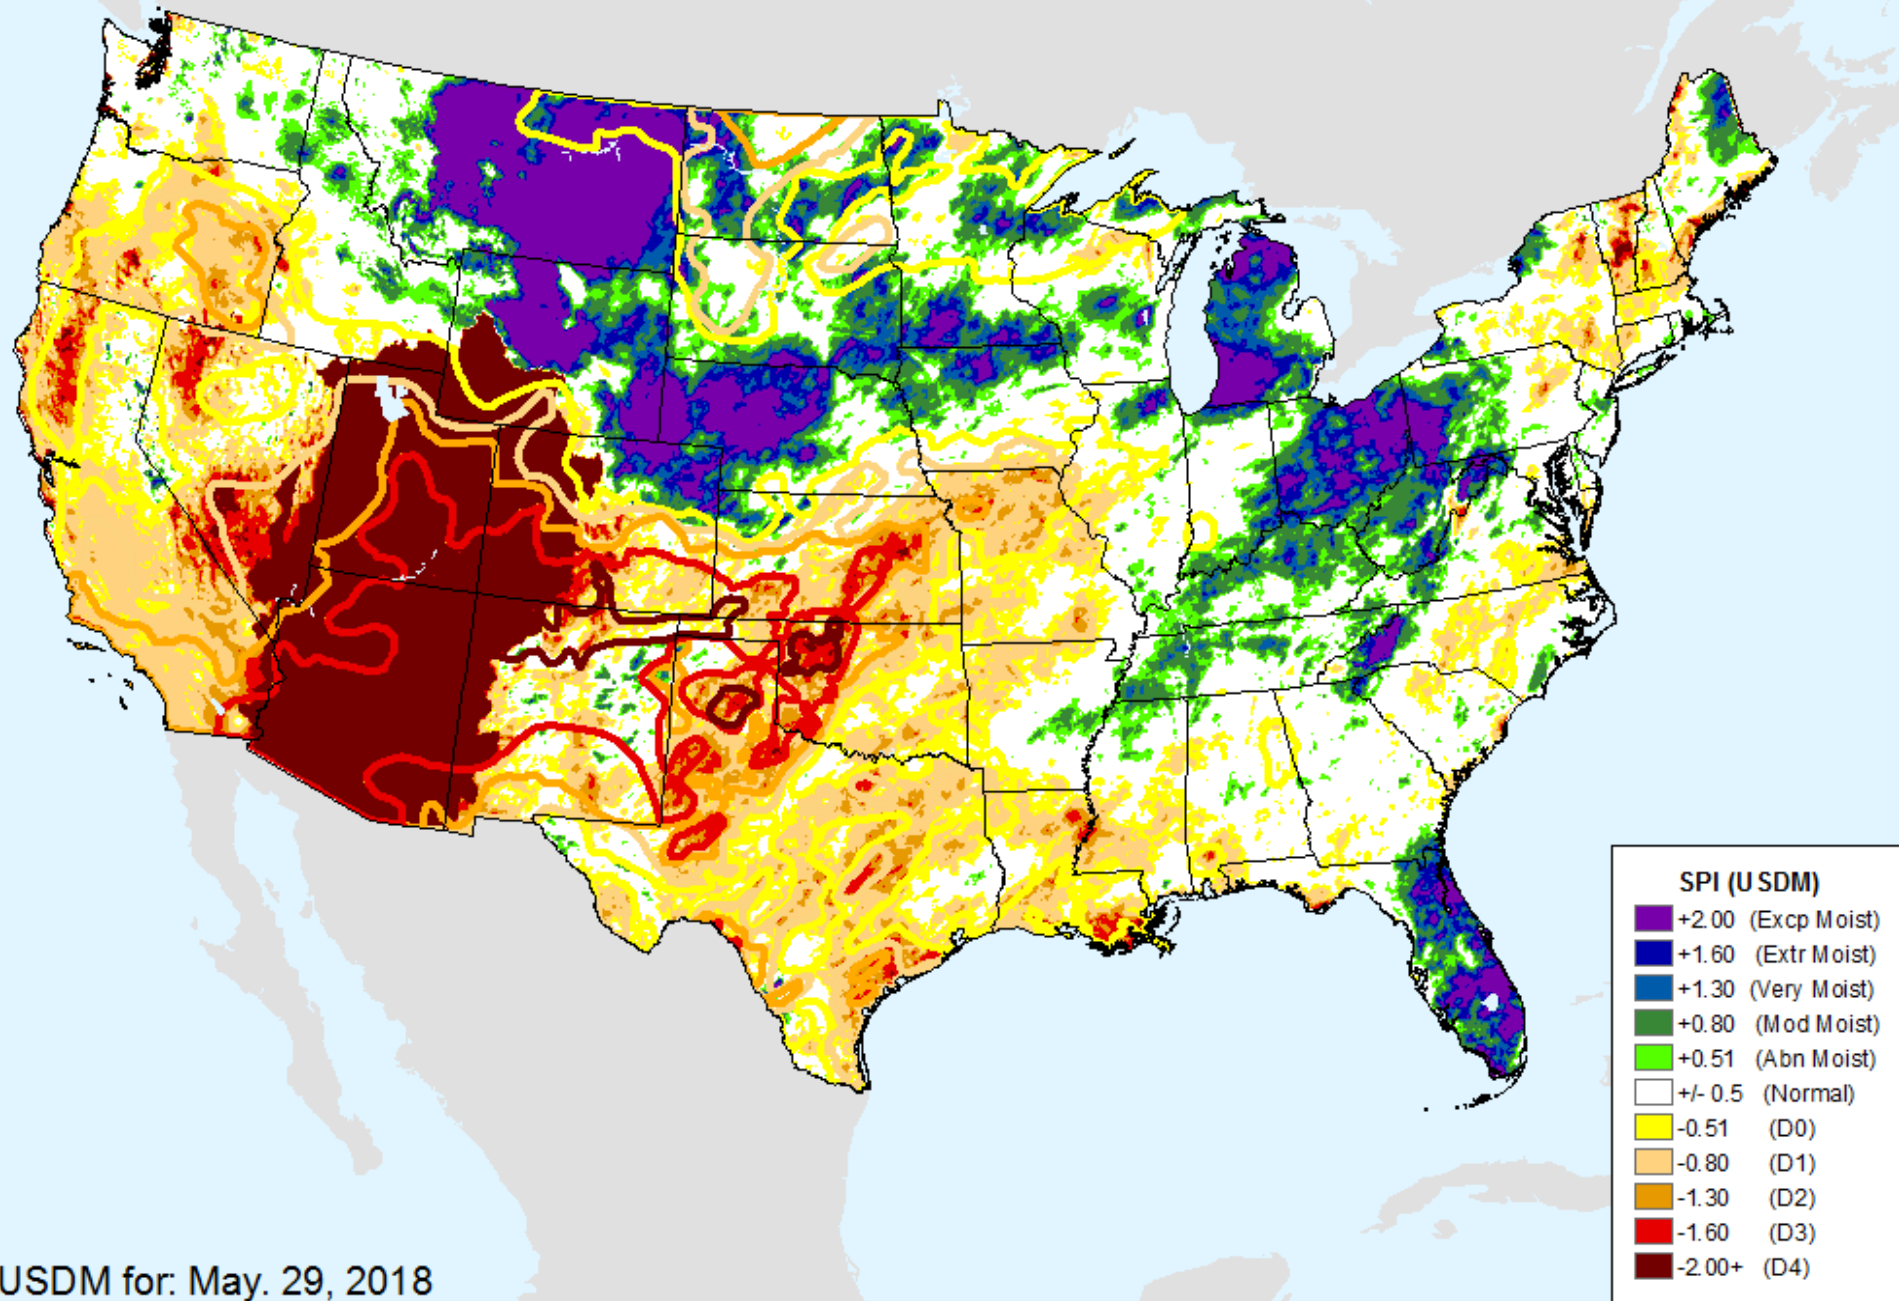 SPI (USDM)
+2.00 (Excp Moist)
+1.60 (Extr Moist)
+1.30 (Very Moist)
+0.80 (Mod Moist)
+0.51 (Abn Moist)
+/- 0.5 (Normal)
-0.51 (D0)
-0.80 (D1)
-1.30 (D2)
-1.60 (D3)
-2.00+ (D4)
USDM for: May. 29, 2018